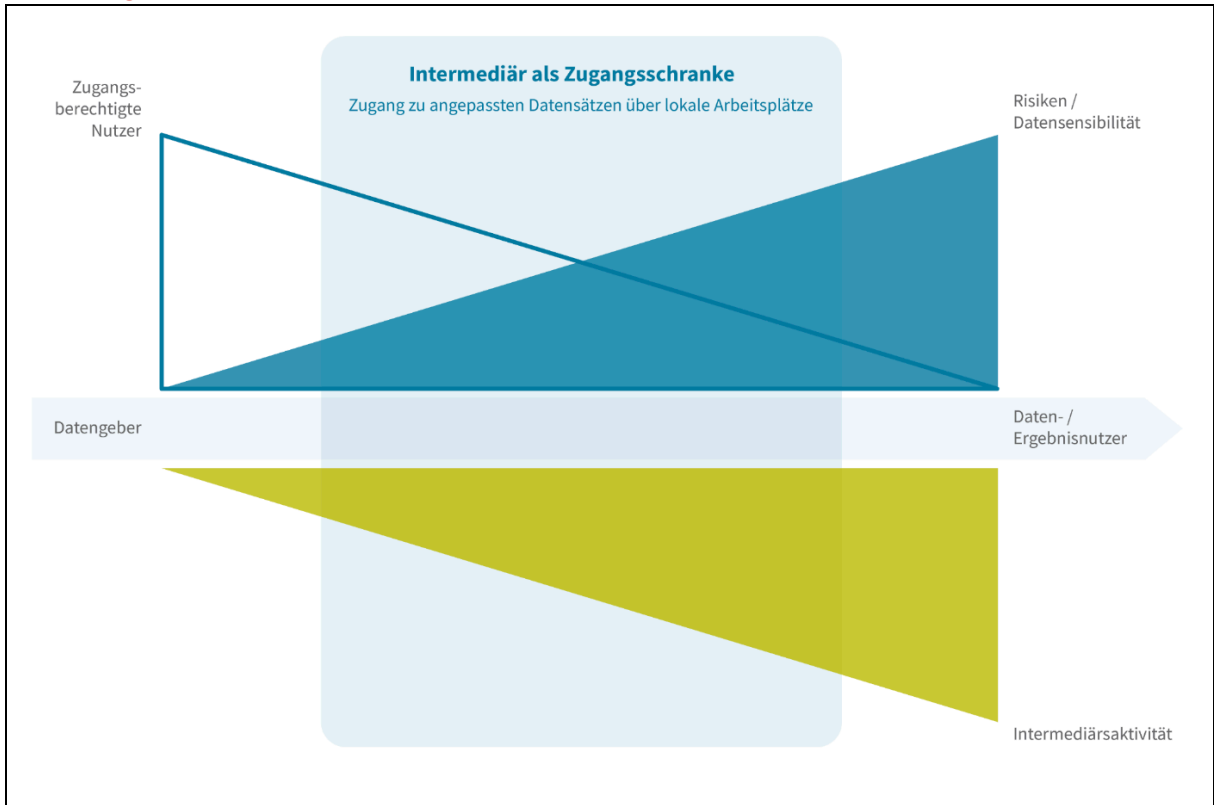 Intermediär als Zugangsschranke
Zugang zu angepassten Datensätzen über lokale Arbeitsplätze
Zugangs-
berechtigte
Nutzer
Risiken /
Datensensibilität
Datengeber
Daten- /
Ergebnisnutzer
Intermediärsaktivität